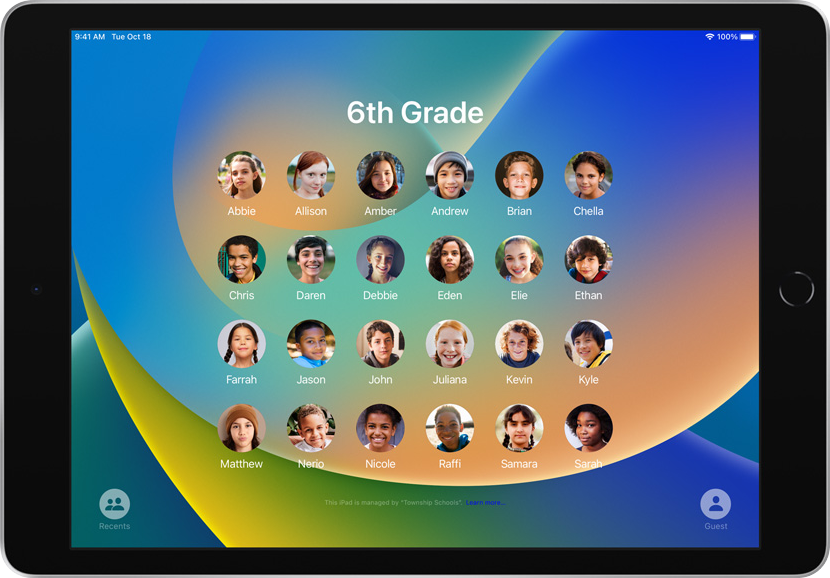 9:41 AM Tue Oct 18 100%
6th Grade
Abbie Allison Amber Andrew Brian Chella
Chris Daren Debbie Eden Elie Ethan
Farrah Jason John Juliana Kevin Kyle
Matthew Nerio Nicole Raffi Samara Sarah
This iPad is managed by "Township Schools". Learn more...
Recents Guest